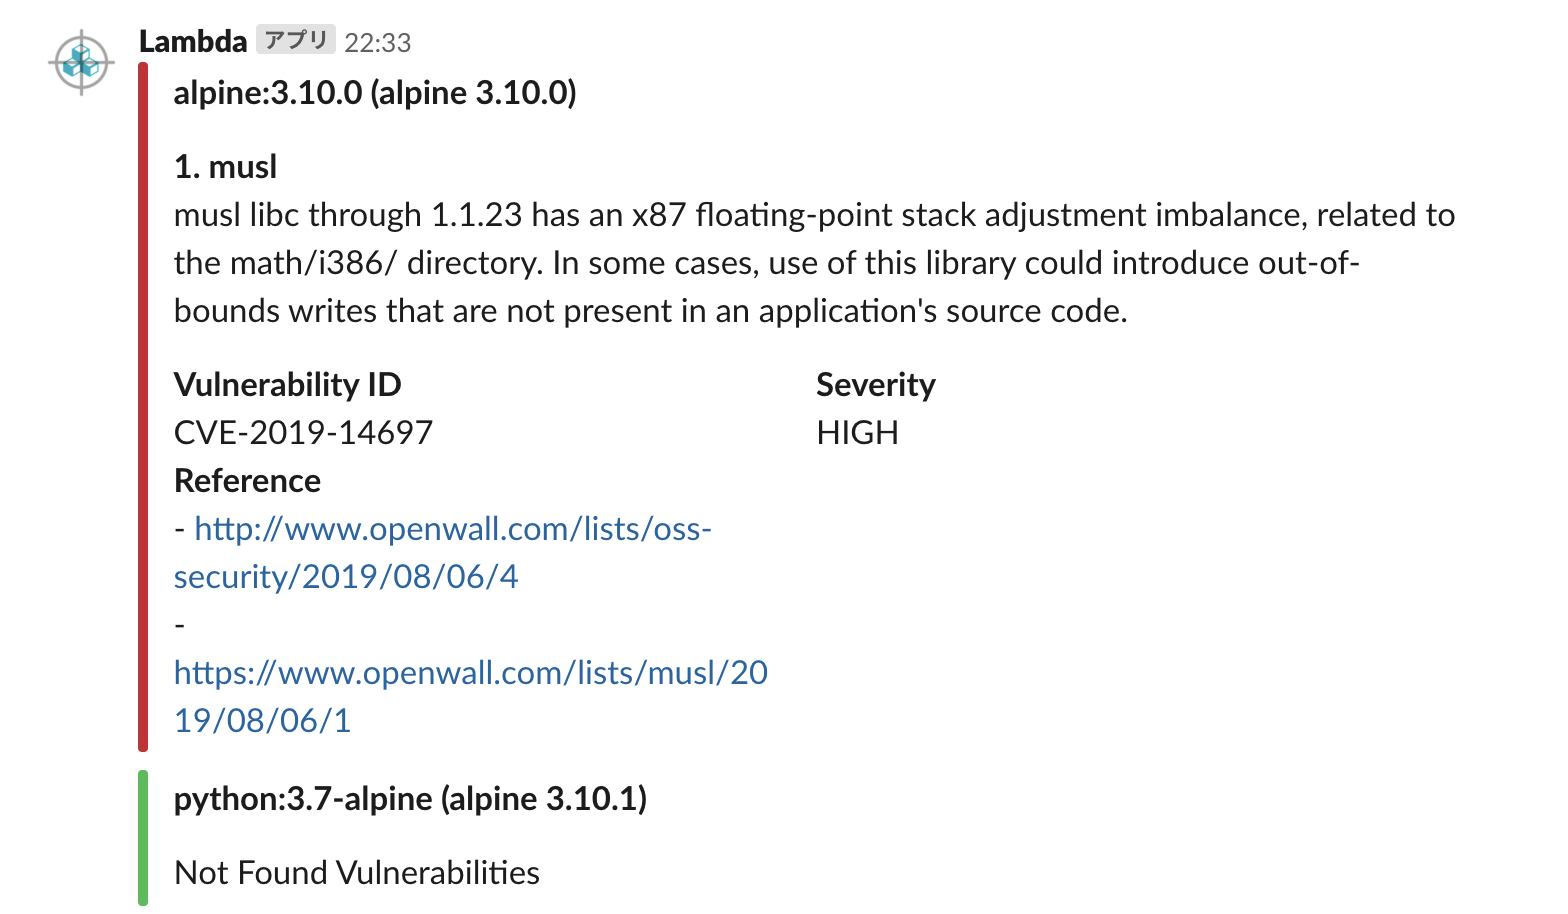 Lambda アプリ 22:33
alpine:3.10.0 (alpine 3.10.0)
1. musl
musl libc through 1.1.23 has an x87 floating-point stack adjustment imbalance, related to
the math/i386/ directory. In some cases, use of this library could introduce out-of-
bounds writes that are not present in an application's source code.
Vulnerability ID
CVE-2019-14697
Severity
HIGH
Reference
- http://www.openwall.com/lists/oss-
security/2019/08/06/4
-
https://www.openwall.com/lists/musl/20
19/08/06/1
python:3.7-alpine (alpine 3.10.1)
Not Found Vulnerabilities